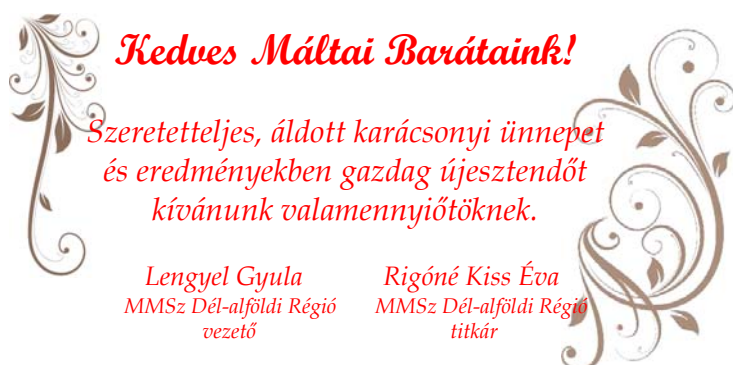 Kedves Máltai Barátaink!
Szeretetteljes, áldott karácsonyi ünnepet
és eredményekben gazdag újesztendőt
kívánunk valamennyiőtöknek.
Lengyel Gyula
MMSz Dél-alföldi Régió
vezető
Rigóné Kiss Éva
MMSz Dél-alföldi Régió
titkár